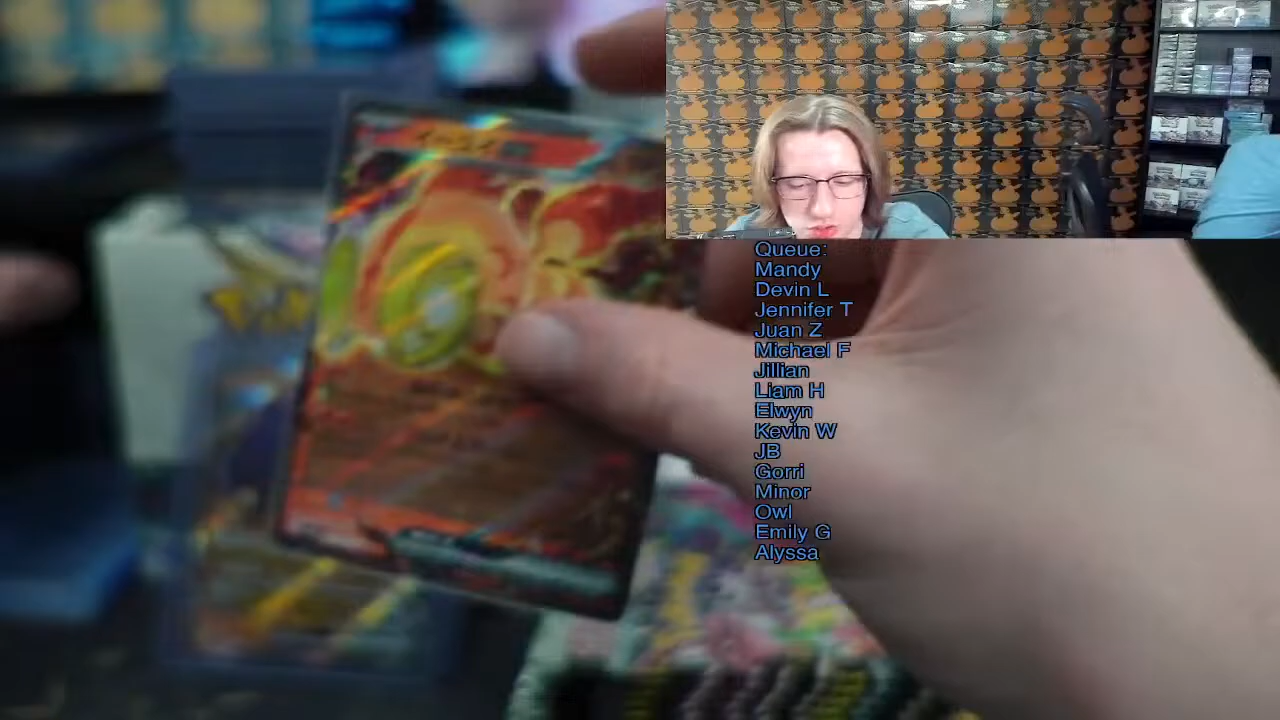 Queue:
Mandy
Devin L
Jennifer T
Juan Z
Michael F
Jillian
Liam H
Elwyn
Kevin W
JB
Gorri
Minor
Owl
Emily G
Alyssa